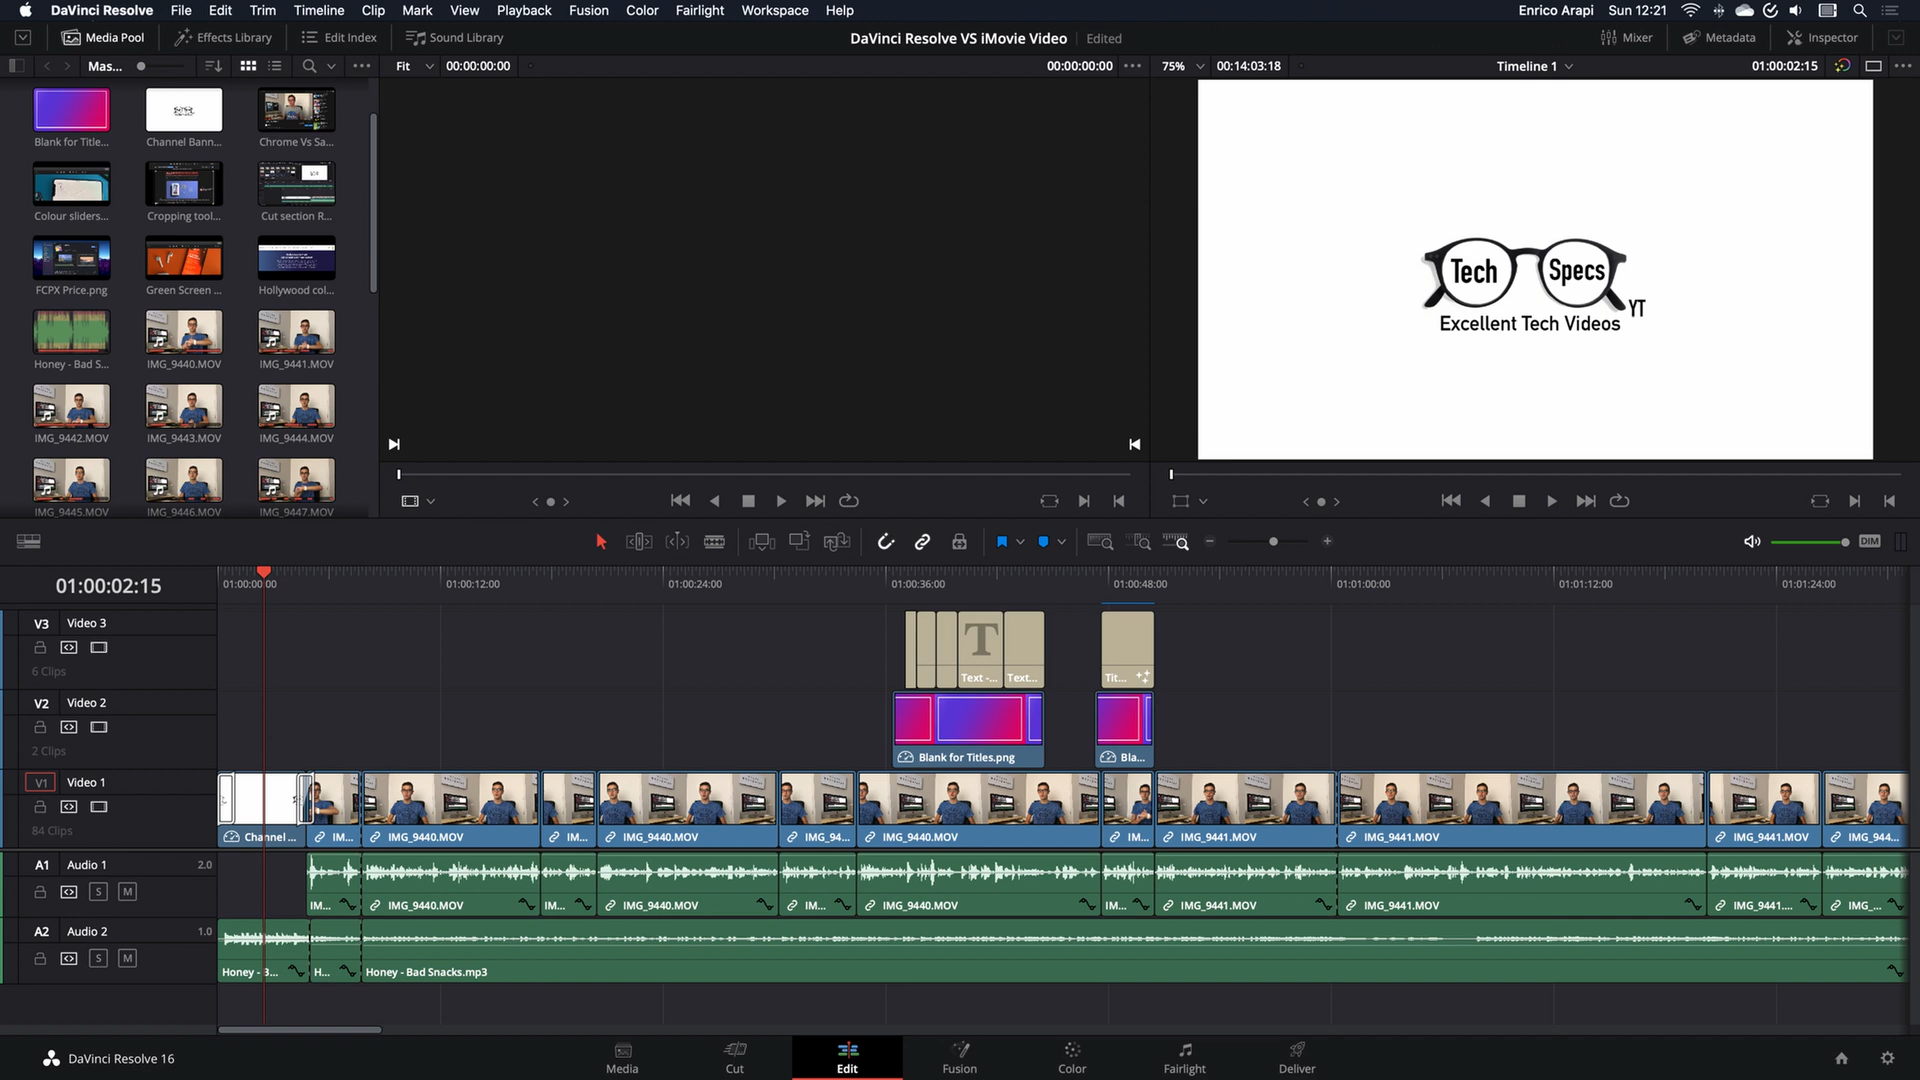 DaVinci Resolve File Edit Trim Timeline Clip Mark View Playback Fusion Color Fairlight Workspace Help Enrico Arapi Sun 12:21
Media Pool Effects Library Edit Index Sound Library DaVinci Resolve VS iMovie Video Edited Mixer Metadata Inspector
Mas... Fit 00:00:00:00 00:00:00:00 75% 00:14:03:18 Timeline 1 01:00:02:15
Blank for Title... Channel Bann... Chrome Vs Sa...
Colour sliders... Cropping tool... Cut section R...
FCPX Price.png Green Screen ... Hollywood col...
Honey - Bad S... IMG_9440.MOV IMG_9441.MOV
IMG_9442.MOV IMG_9443.MOV IMG_9444.MOV
IMG_9445.MOV IMG_9446.MOV IMG_9447.MOV
Tech Specs YT
Excellent Tech Videos
DIM
01:00:02:15 01:00:00:00 01:00:12:00 01:00:24:00 01:00:36:00 01:00:48:00 01:01:00:00 01:01:12:00 01:01:24:00
V3 Video 3
6 Clips
T
Text -... Text... Tit...
V2 Video 2
2 Clips
Blank for Titles.png Bla...
V1 Video 1
84 Clips
Channel ... IM... IMG_9440.MOV IM... IMG_9440.MOV IMG_94... IMG_9440.MOV IM... IMG_9441.MOV IMG_9441.MOV IMG_9441.MOV IMG_944...
A1 Audio 1 2.0
S M
IM... IMG_9440.MOV IM... IMG_9440.MOV IM... IMG_9440.MOV IM... IMG_9441.MOV IMG_9441.MOV IMG_9441.... IMG_...
A2 Audio 2 1.0
S M
Honey - B... H... Honey - Bad Snacks.mp3
DaVinci Resolve 16 Media Cut Edit Fusion Color Fairlight Deliver